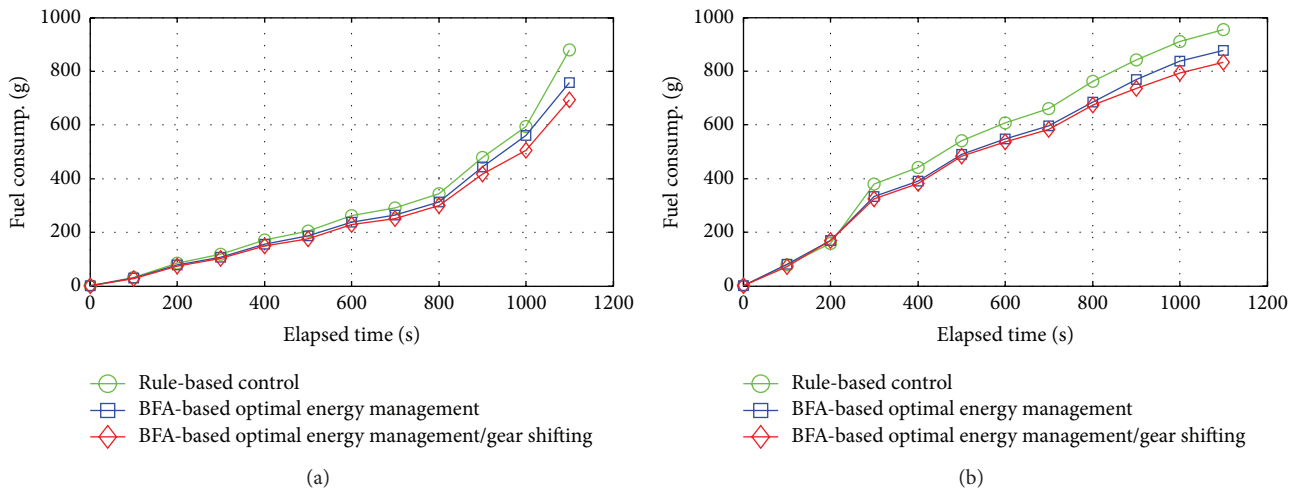 1000
800
600
400
200
0
Fuel consump. (g)
0 200 400 600 800 1000 1200
Elapsed time (s)
Rule-based control
BFA-based optimal energy management
BFA-based optimal energy management/gear shifting
(a)
1000
800
600
400
200
0
Fuel consump. (g)
0 200 400 600 800 1000 1200
Elapsed time (s)
Rule-based control
BFA-based optimal energy management
BFA-based optimal energy management/gear shifting
(b)